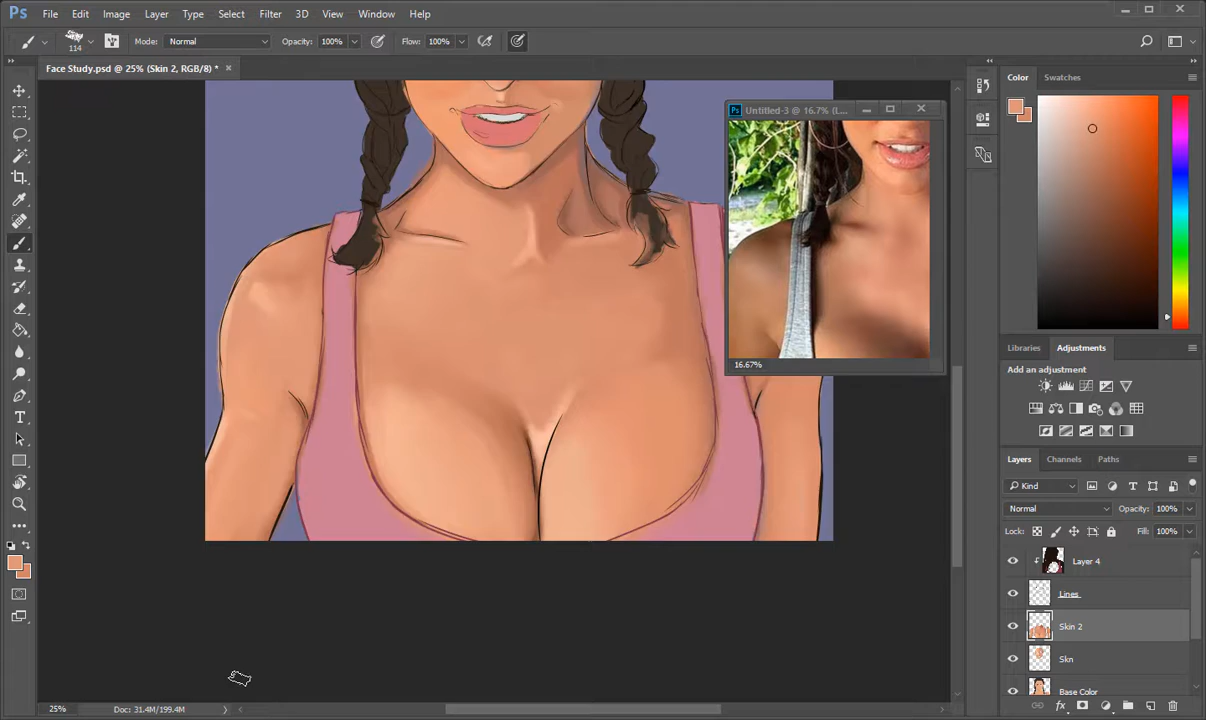 Ps File Edit Image Layer Type Select Filter 3D View Window Help
114 Mode: Normal Opacity: 100% Flow: 100%
Face Study.psd @ 25% (Skin 2, RGB/8) *
Color Swatches
Ps Untitled-3 @ 16.7% (L...
16.67%
Libraries Adjustments
Add an adjustment
Layers Channels Paths
Kind
Normal Opacity: 100%
Lock: Fill: 100%
Layer 4
Lines
Skin 2
Skn
Base Color
fx
25% Doc: 31.4M/199.4M